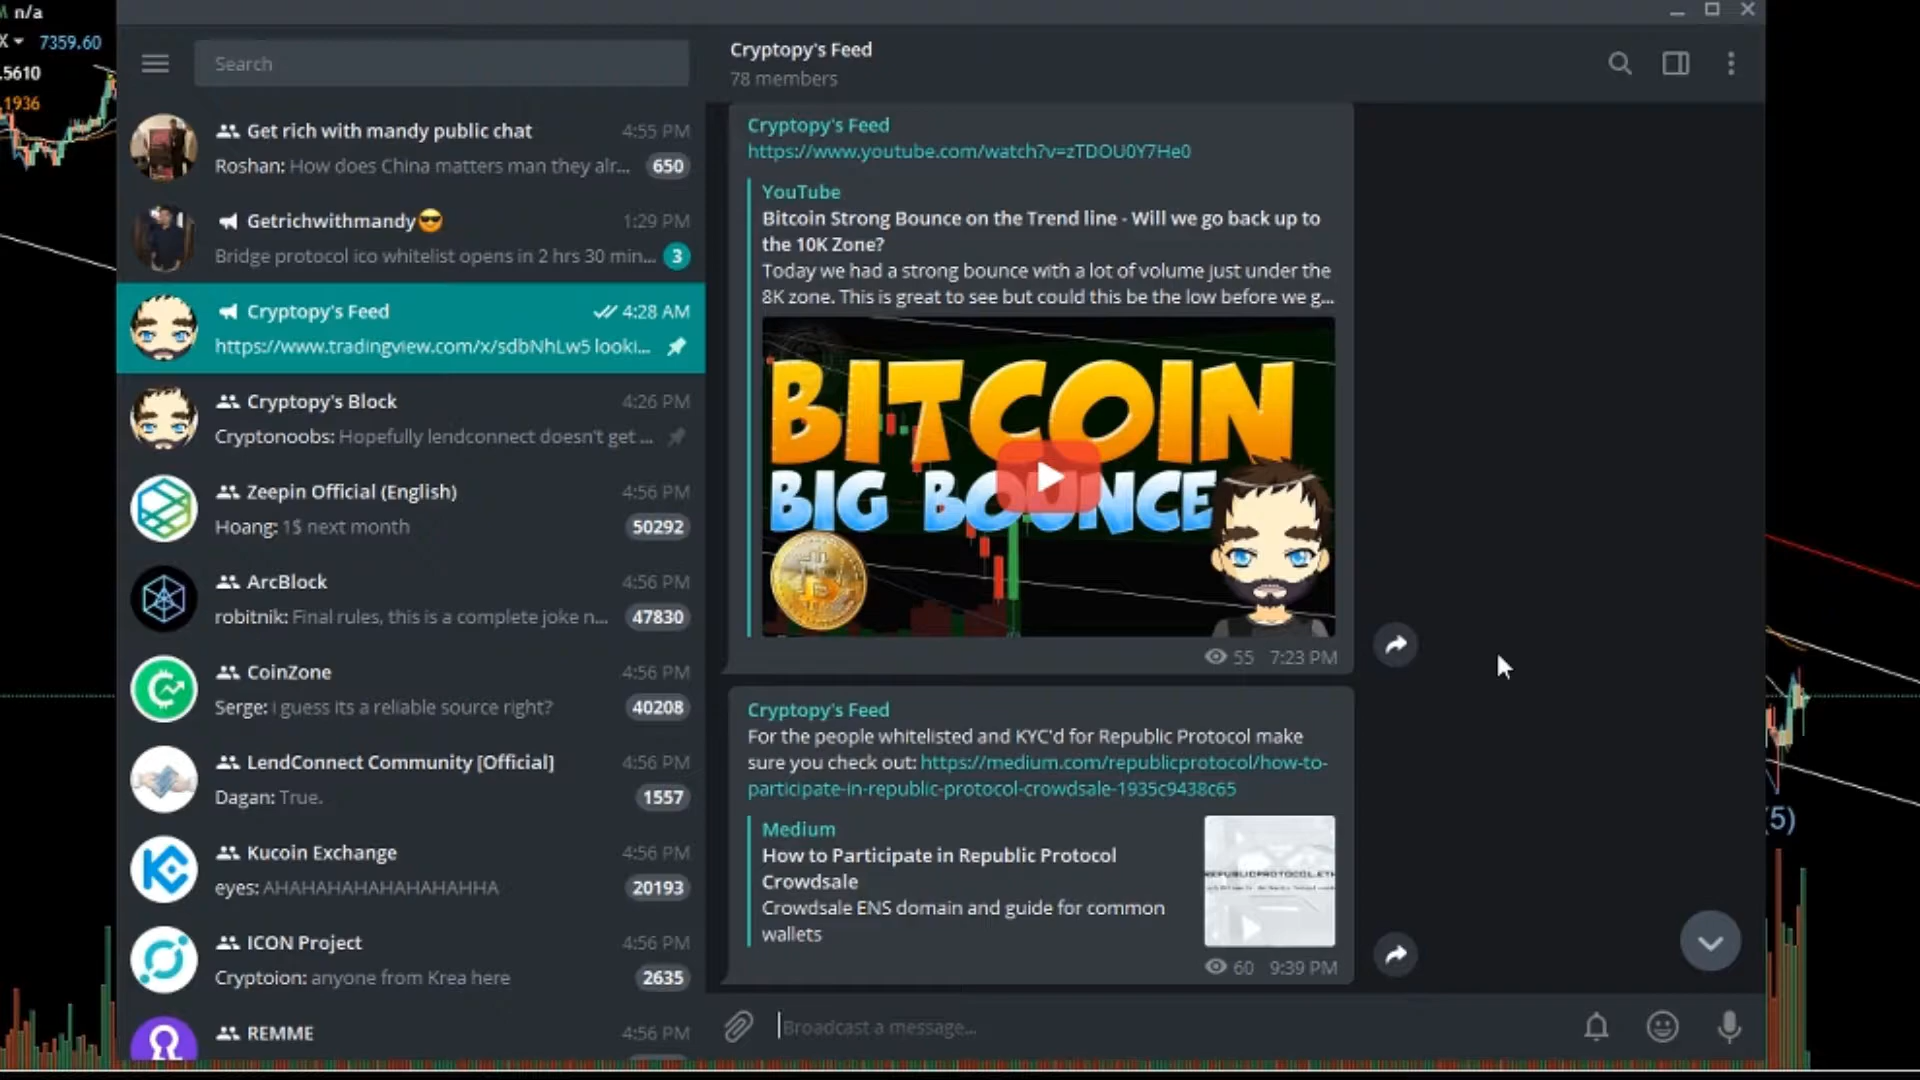 n/a
7359.60
.5610
.1936
Search
Get rich with mandy public chat 4:55 PM
Roshan: How does China matters man they alr... 650
Getrichwithmandy😎 1:29 PM
Bridge protocol ico whitelist opens in 2 hrs 30 min... 3
Cryptopy's Feed 4:28 AM
https://www.tradingview.com/x/sdbNhLw5 looki...
Cryptopy's Block 4:26 PM
Cryptonoobs: Hopefully lendconnect doesn't get ...
Zeepin Official (English) 4:56 PM
Hoang: 1$ next month 50292
ArcBlock 4:56 PM
robitnik: Final rules, this is a complete joke n... 47830
CoinZone 4:56 PM
Serge: i guess its a reliable source right? 40208
LendConnect Community [Official] 4:56 PM
Dagan: True. 1557
Kucoin Exchange 4:56 PM
eyes: AHAHAHAHAHAHAHAHHA 20193
ICON Project 4:56 PM
Cryptoion: anyone from Krea here 2635
REMME 4:56 PM
Cryptopy's Feed
78 members
Cryptopy's Feed
https://www.youtube.com/watch?v=zTDOU0Y7He0
YouTube
Bitcoin Strong Bounce on the Trend line - Will we go back up to
the 10K Zone?
Today we had a strong bounce with a lot of volume just under the
8K zone. This is great to see but could this be the low before we g...
BITCOIN
BIG BOUNCE
55 7:23 PM
Cryptopy's Feed
For the people whitelisted and KYC'd for Republic Protocol make
sure you check out: https://medium.com/republicprotocol/how-to-
participate-in-republic-protocol-crowdsale-1935c9438c65
Medium
How to Participate in Republic Protocol
Crowdsale
Crowdsale ENS domain and guide for common
wallets
60 9:39 PM
Broadcast a message...
(5)